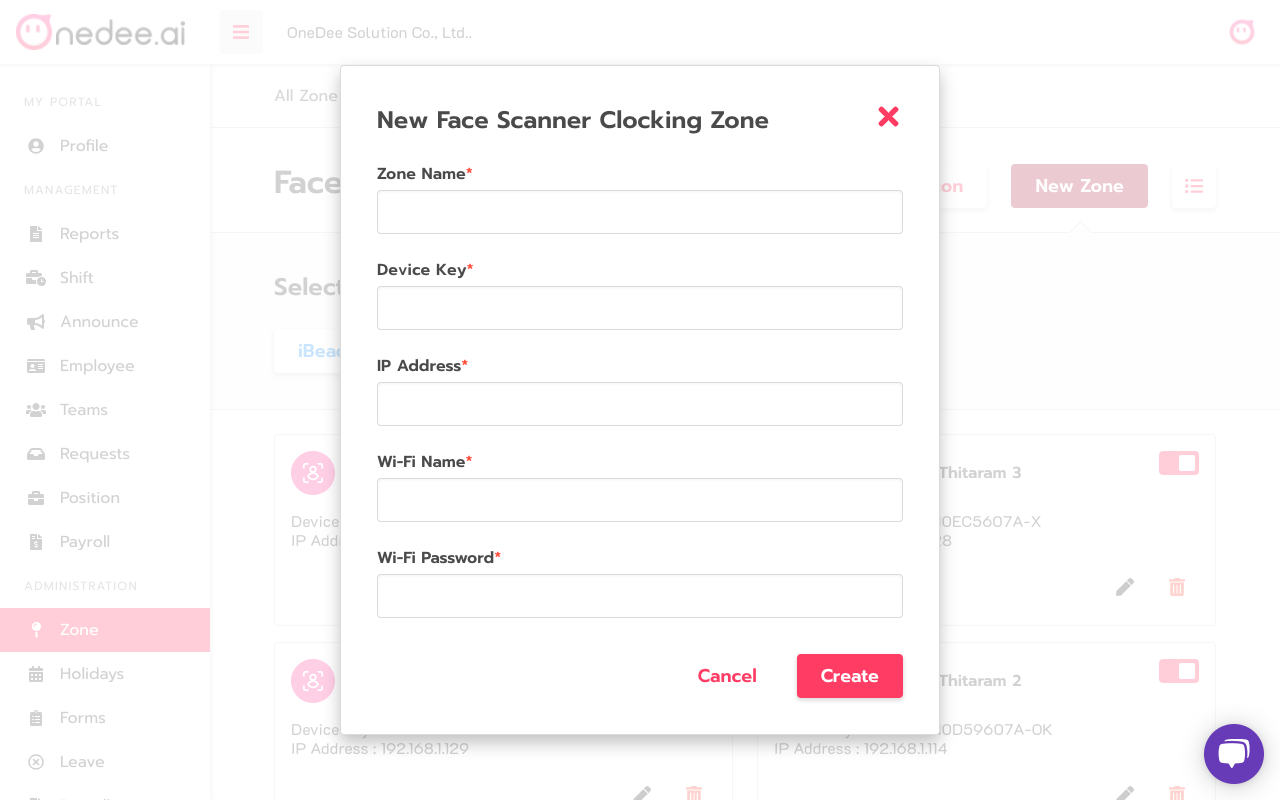 nedee.ai
OneDee Solution Co., Ltd..
MY PORTAL
Profile
MANAGEMENT
Reports
Shift
Announce
Employee
Teams
Requests
Position
Payroll
ADMINISTRATION
Zone
Holidays
Forms
Leave
All Zone
Face
on
New Zone
Select
iBeac
New Face Scanner Clocking Zone
Zone Name*
Device Key*
IP Address*
Wi-Fi Name*
Wi-Fi Password*
Cancel
Create
Device
IP Addr
Thitaram 3
0EC5607A-X
28
Device
IP Address : 192.168.1.129
Thitaram 2
0D59607A-OK
IP Address : 192.168.1.114